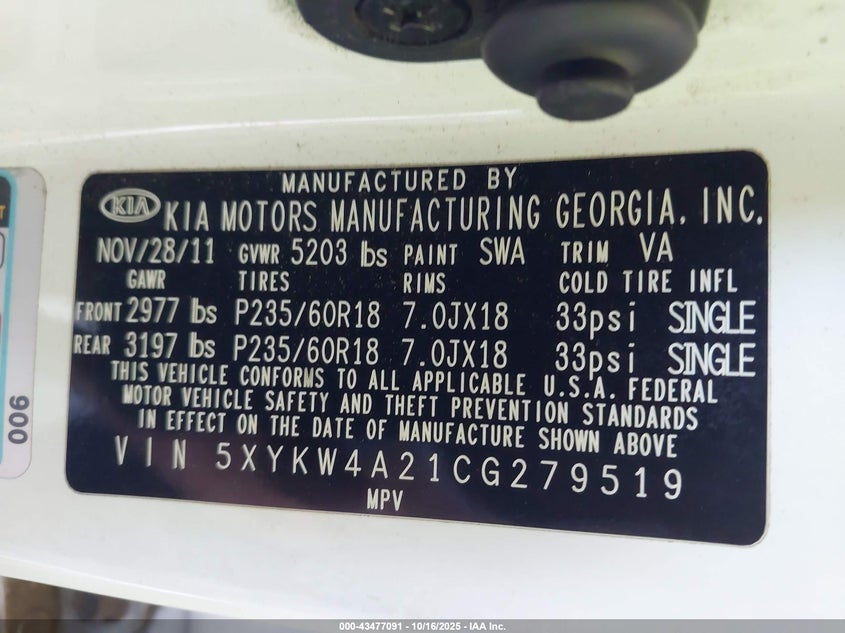 MANUFACTURED BY
KIA KIA MOTORS MANUFACTURING GEORGIA, INC.
NOV/28/11 GVWR 5203 lbs PAINT SWA TRIM VA
GAWR TIRES RIMS COLD TIRE INFL
FRONT 2977 lbs P235/60R18 7.0JX18 33psi SINGLE
REAR 3197 lbs P235/60R18 7.0JX18 33psi SINGLE
THIS VEHICLE CONFORMS TO ALL APPLICABLE U.S.A. FEDERAL
MOTOR VEHICLE SAFETY AND THEFT PREVENTION STANDARDS
IN EFFECT ON THE DATE OF MANUFACTURE SHOWN ABOVE
VIN 5XYKW4A21CG279519
MPV
006
000-43477091 - 10/16/2025 - IAA Inc.